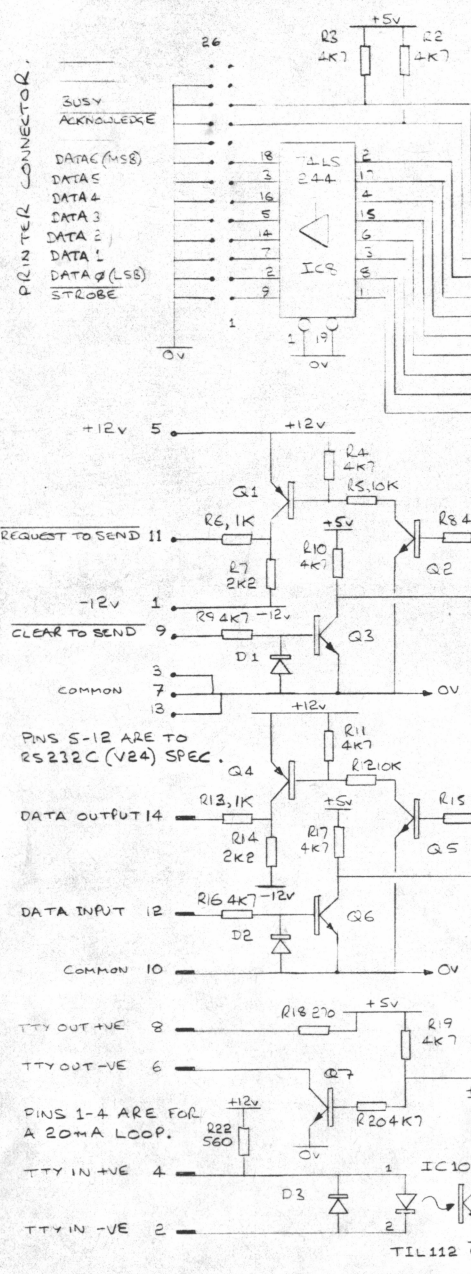 +5v
26
R3
4K7
R2
4K7
PRINTER CONNECTOR.
BUSY
ACKNOWLEDGE
DATA6(MSB) 18 74LS 2
DATA5 3 244 17
DATA4 16 4
DATA3 5 15
DATA2 14 6
DATA1 7 IC8 3
DATA0(LSB) 2 8
STROBE 9
1 1 19
0v 0v
+12v 5 +12v
R4
4K7
Q1 R5,10K
REQUEST TO SEND 11 R6,1K +5v R8 4
R7
2K2
R10
4K7
Q2
-12v 1
R9 4K7 -12v
CLEAR TO SEND 9 Q3
D1
3
COMMON 7 0V
13
+12v
PINS 5-12 ARE TO
RS232C (V24) SPEC.
R11
4K7
Q4 R12 10K
DATA OUTPUT 14 R13,1K +5v R15
R14
2K2
R17
4K7
Q5
DATA INPUT 12 R16 4K7 -12v Q6
D2
COMMON 10 0V
+5v
TTY OUT +VE 8 R18 270 R19
4K7
TTY OUT -VE 6 Q7
PINS 1-4 ARE FOR
A 20mA LOOP.
+12v
R22
560
0v
R20 4K7
TTY IN +VE 4 1 IC10
D3
TTY IN -VE 2 2
TIL112